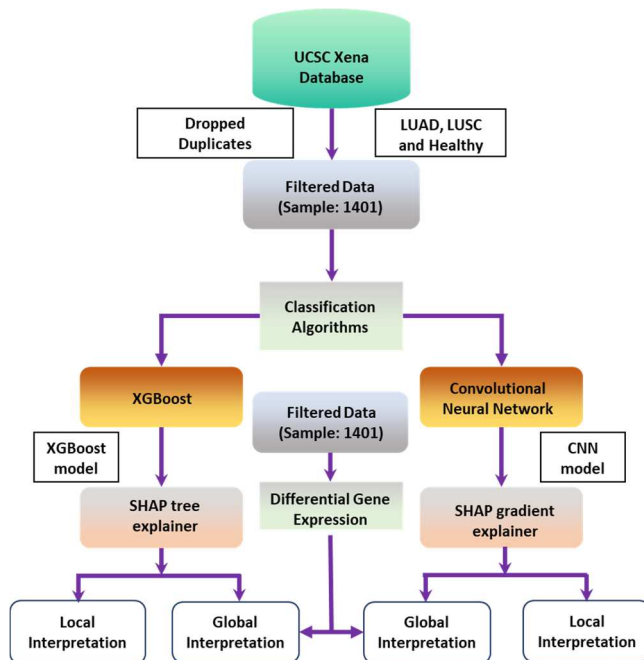 UCSC Xena
Database
Dropped
Duplicates
LUAD, LUSC
and Healthy
Filtered Data
(Sample: 1401)
Classification
Algorithms
XGBoost
Filtered Data
(Sample: 1401)
Convolutional
Neural Network
XGBoost
model
CNN
model
SHAP tree
explainer
Differential Gene
Expression
SHAP gradient
explainer
Local
Interpretation
Global
Interpretation
Global
Interpretation
Local
Interpretation